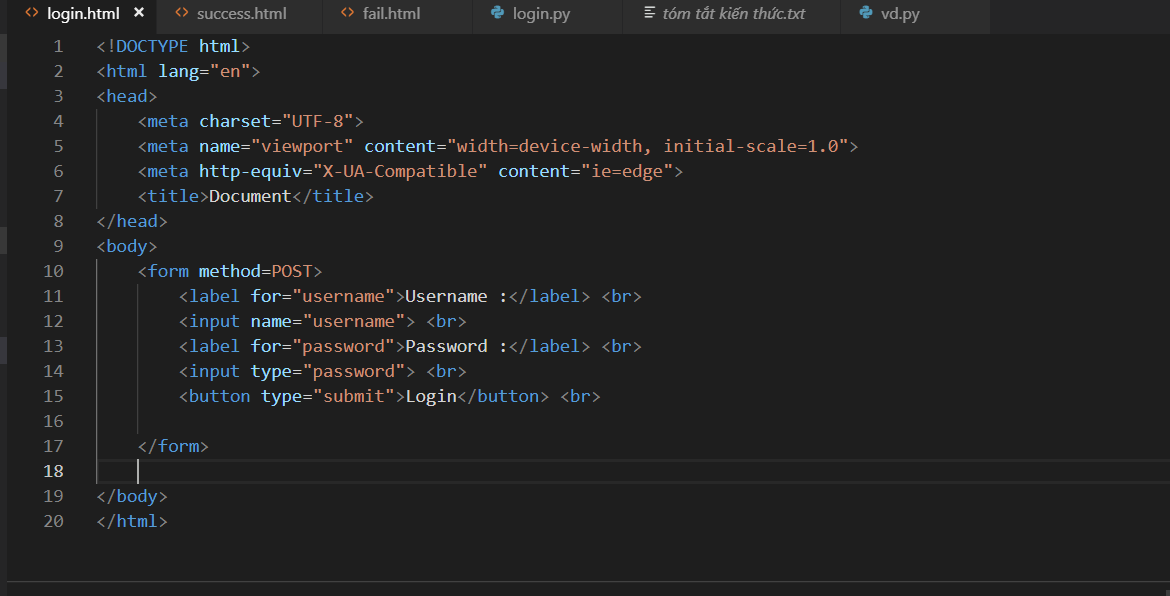 login.html × success.html fail.html login.py tóm tắt kiến thức.txt vd.py
1 <!DOCTYPE html>
2 <html lang="en">
3 <head>
4 <meta charset="UTF-8">
5 <meta name="viewport" content="width=device-width, initial-scale=1.0">
6 <meta http-equiv="X-UA-Compatible" content="ie=edge">
7 <title>Document</title>
8 </head>
9 <body>
10 <form method=POST>
11 <label for="username">Username :</label> <br>
12 <input name="username"> <br>
13 <label for="password">Password :</label> <br>
14 <input type="password"> <br>
15 <button type="submit">Login</button> <br>
16
17 </form>
18
19 </body>
20 </html>